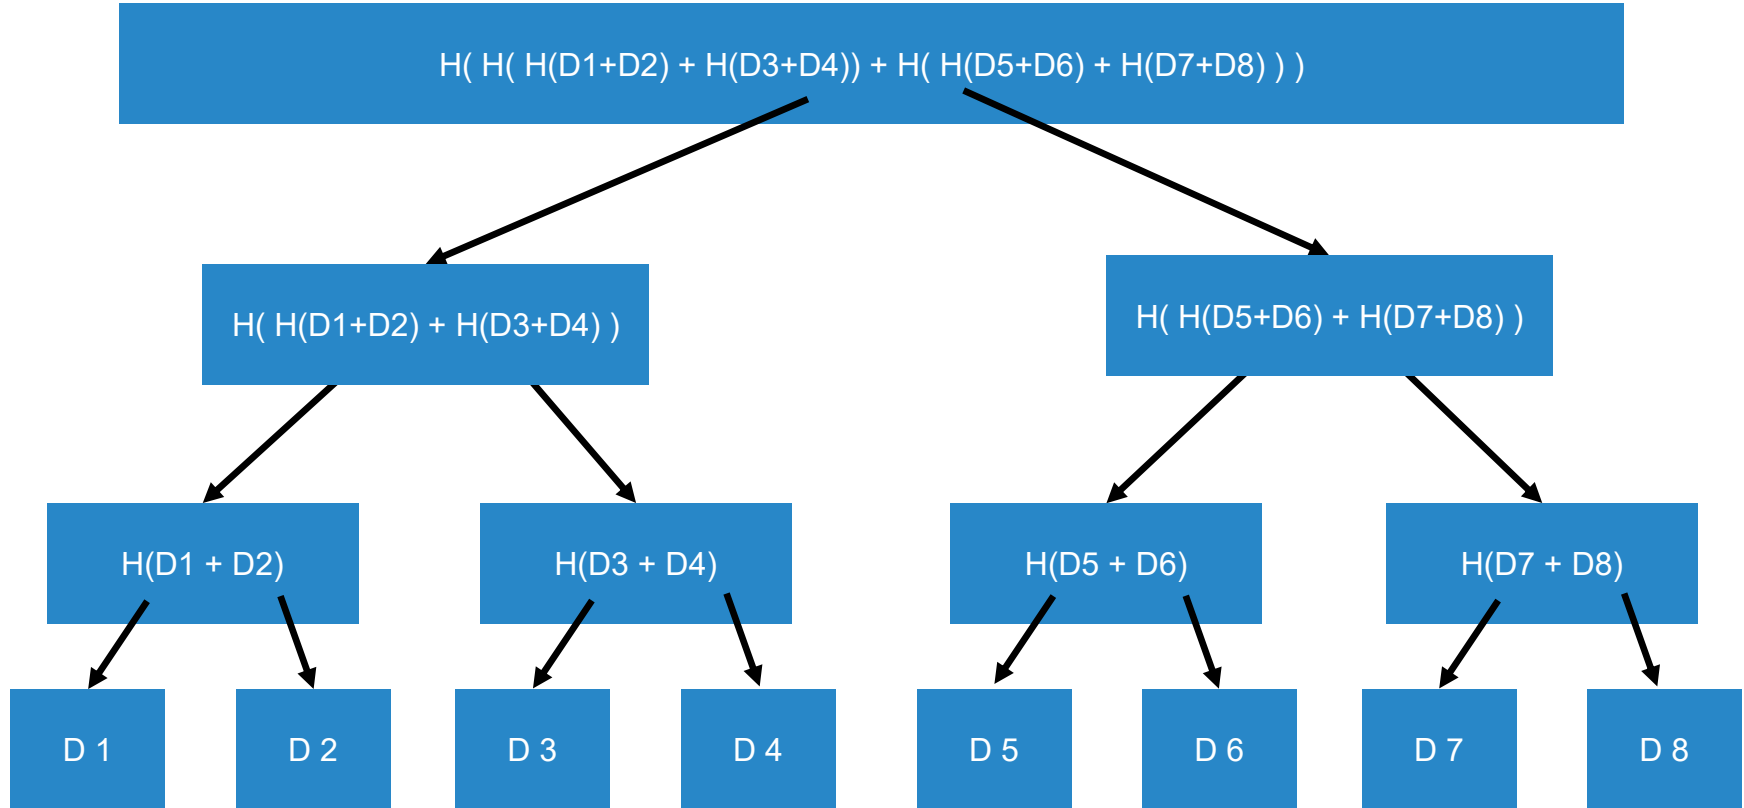 H( H( H(D1+D2) + H(D3+D4)) + H( H(D5+D6) + H(D7+D8) ) )
H( H(D1+D2) + H(D3+D4) )
H( H(D5+D6) + H(D7+D8) )
H(D1 + D2)
H(D3 + D4)
H(D5 + D6)
H(D7 + D8)
D 1
D 2
D 3
D 4
D 5
D 6
D 7
D 8